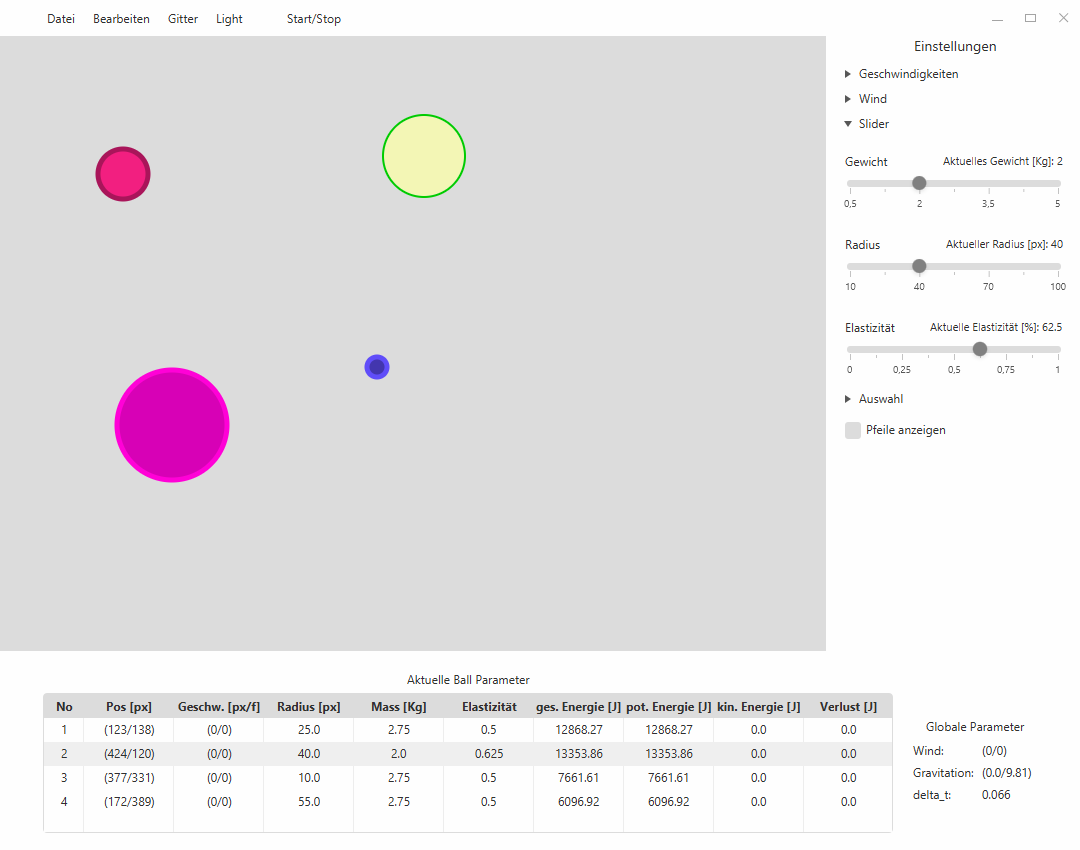 Datei Bearbeiten Gitter Light Start/Stop
Einstellungen
Geschwindigkeiten
Wind
Slider
Gewicht Aktuelles Gewicht [Kg]: 2
0,5 2 3,5 5
Radius Aktueller Radius [px]: 40
10 40 70 100
Elastizität Aktuelle Elastizität [%]: 62.5
0 0,25 0,5 0,75 1
Auswahl
Pfeile anzeigen
Aktuelle Ball Parameter
No Pos [px] Geschw. [px/f] Radius [px] Mass [Kg] Elastizität ges. Energie [J] pot. Energie [J] kin. Energie [J] Verlust [J]
1 (123/138) (0/0) 25.0 2.75 0.5 12868.27 12868.27 0.0 0.0
2 (424/120) (0/0) 40.0 2.0 0.625 13353.86 13353.86 0.0 0.0
3 (377/331) (0/0) 10.0 2.75 0.5 7661.61 7661.61 0.0 0.0
4 (172/389) (0/0) 55.0 2.75 0.5 6096.92 6096.92 0.0 0.0
Globale Parameter
Wind: (0/0)
Gravitation: (0.0/9.81)
delta_t: 0.066